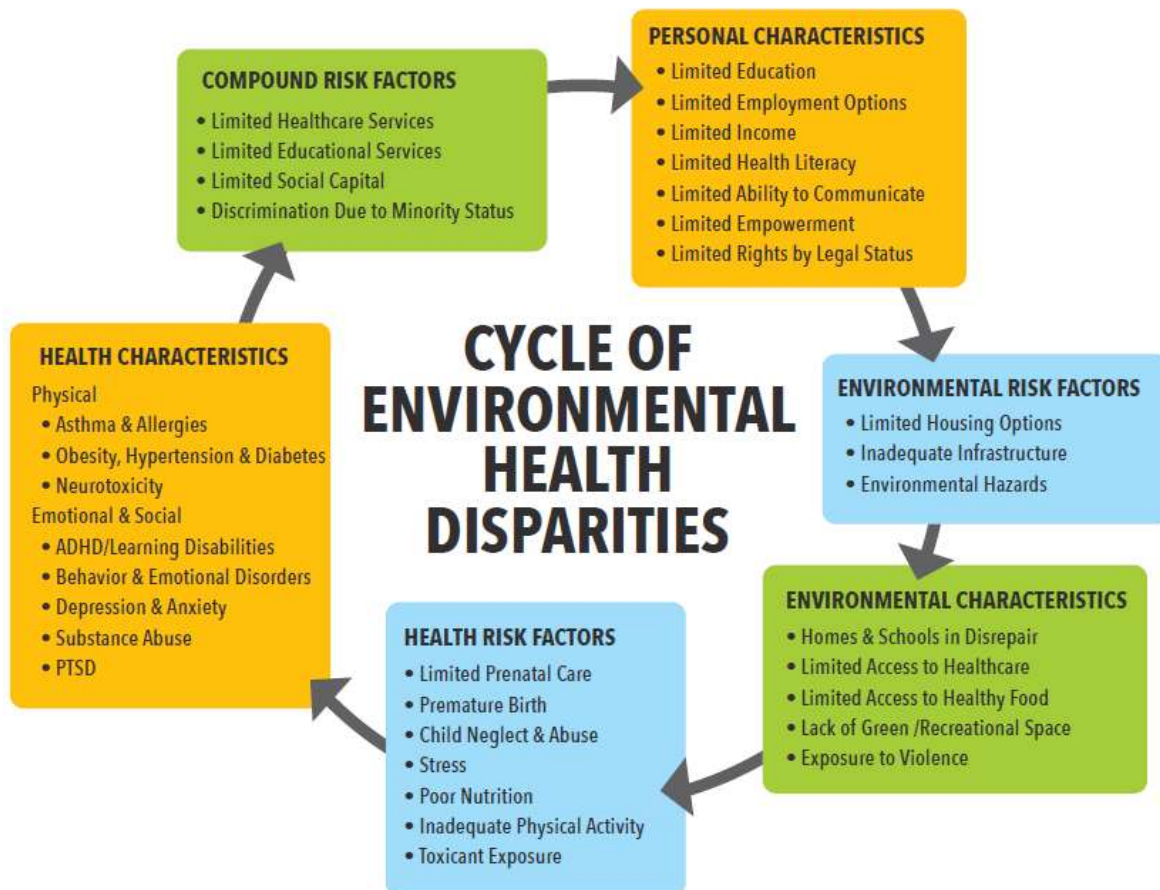 COMPOUND RISK FACTORS
• Limited Healthcare Services
• Limited Educational Services
• Limited Social Capital
• Discrimination Due to Minority Status
PERSONAL CHARACTERISTICS
• Limited Education
• Limited Employment Options
• Limited Income
• Limited Health Literacy
• Limited Ability to Communicate
• Limited Empowerment
• Limited Rights by Legal Status
CYCLE OF
ENVIRONMENTAL
HEALTH
DISPARITIES
ENVIRONMENTAL RISK FACTORS
• Limited Housing Options
• Inadequate Infrastructure
• Environmental Hazards
ENVIRONMENTAL CHARACTERISTICS
• Homes & Schools in Disrepair
• Limited Access to Healthcare
• Limited Access to Healthy Food
• Lack of Green /Recreational Space
• Exposure to Violence
HEALTH RISK FACTORS
• Limited Prenatal Care
• Premature Birth
• Child Neglect & Abuse
• Stress
• Poor Nutrition
• Inadequate Physical Activity
• Toxicant Exposure
HEALTH CHARACTERISTICS
Physical
• Asthma & Allergies
• Obesity, Hypertension & Diabetes
• Neurotoxicity
Emotional & Social
• ADHD/Learning Disabilities
• Behavior & Emotional Disorders
• Depression & Anxiety
• Substance Abuse
• PTSD